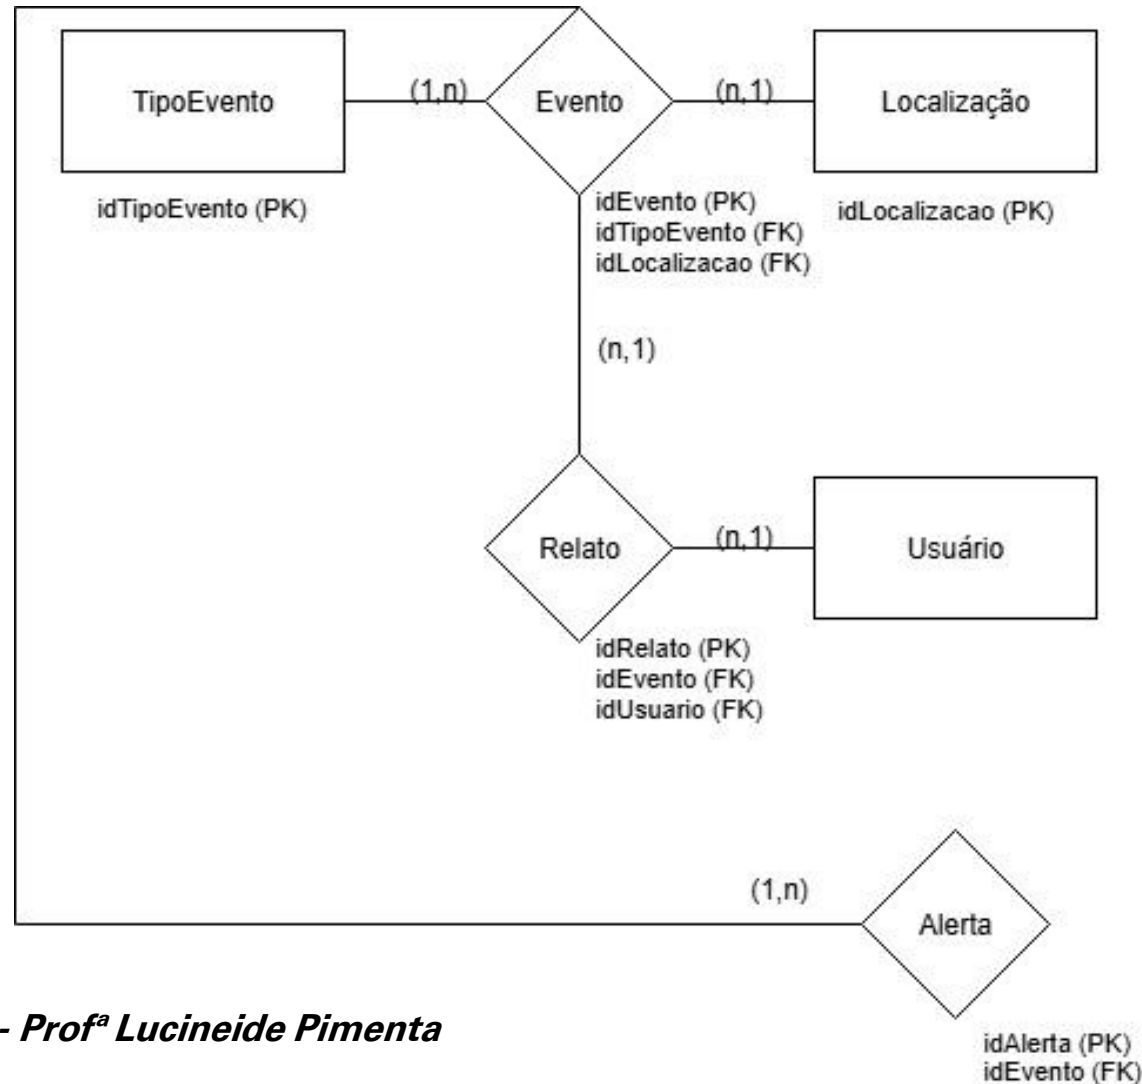 TipoEvento
(1,n)
Evento
(n,1)
Localização
idTipoEvento (PK)
idEvento (PK)
idTipoEvento (FK)
idLocalizacao (FK)
idLocalizacao (PK)
(n,1)
Relato
(n,1)
Usuário
idRelato (PK)
idEvento (FK)
idUsuario (FK)
(1,n)
Alerta
- Profª Lucineide Pimenta
idAlerta (PK)
idEvento (FK)